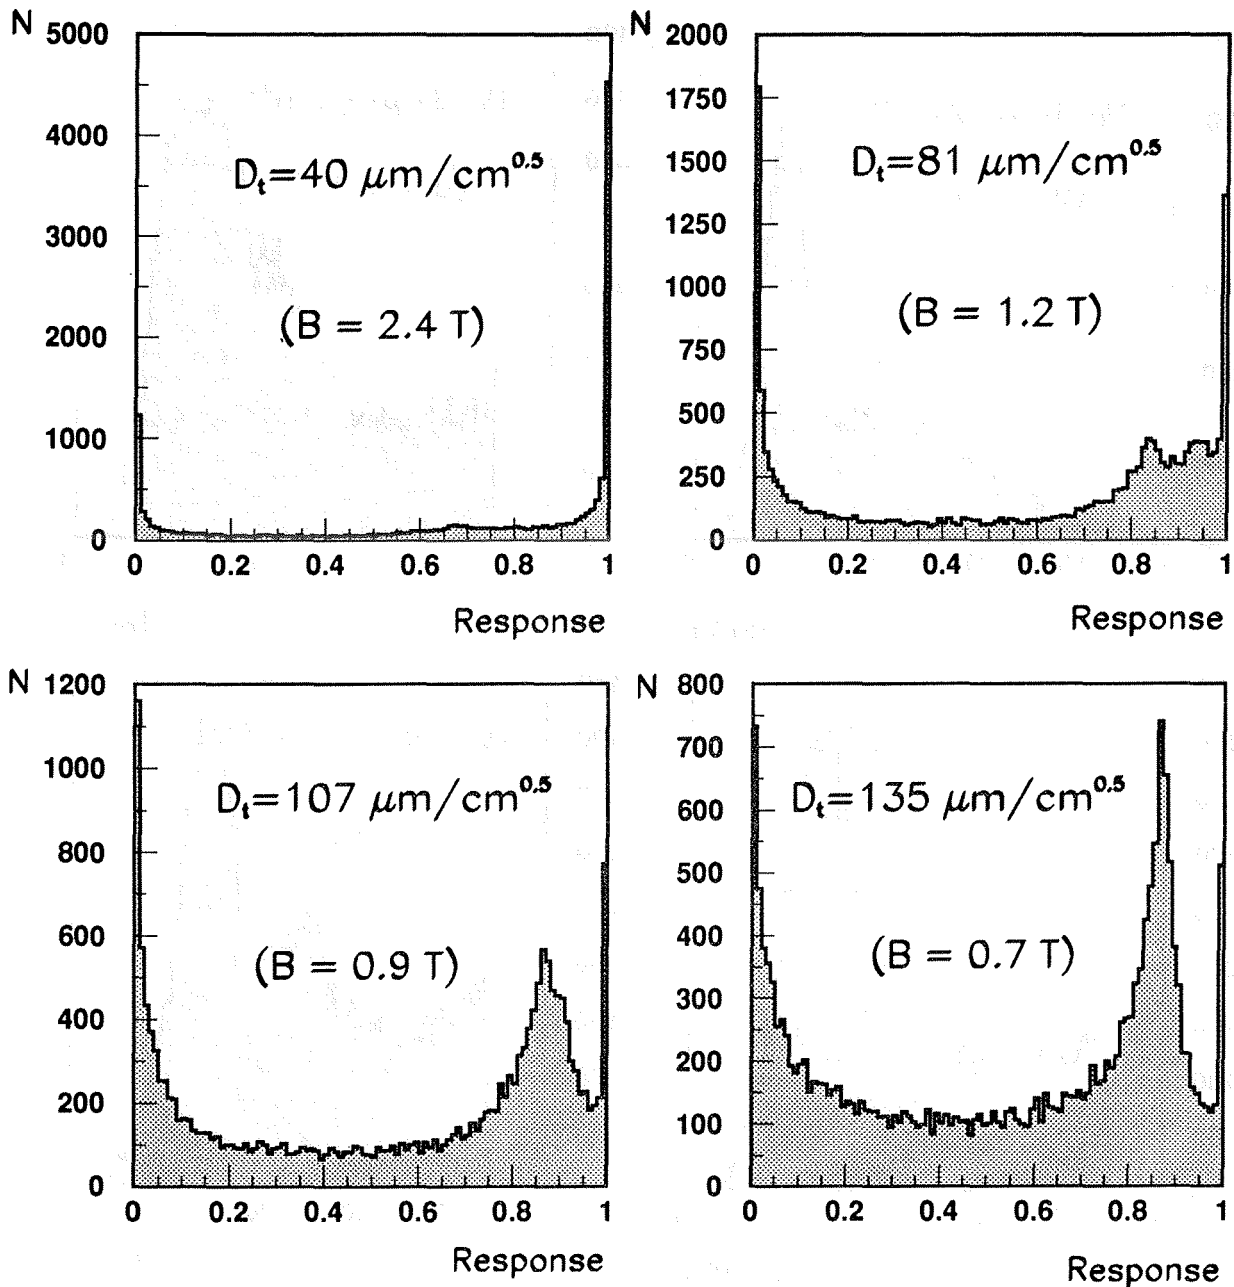 N
5000
4000
3000
2000
1000
0
D_t=40 μm/cm^0.5
(B = 2.4 T)
0 0.2 0.4 0.6 0.8 1
Response
N
2000
1750
1500
1250
1000
750
500
250
0
D_t=81 μm/cm^0.5
(B = 1.2 T)
0 0.2 0.4 0.6 0.8 1
Response
N
1200
1000
800
600
400
200
0
D_t=107 μm/cm^0.5
(B = 0.9 T)
0 0.2 0.4 0.6 0.8 1
Response
N
800
700
600
500
400
300
200
100
0
D_t=135 μm/cm^0.5
(B = 0.7 T)
0 0.2 0.4 0.6 0.8 1
Response